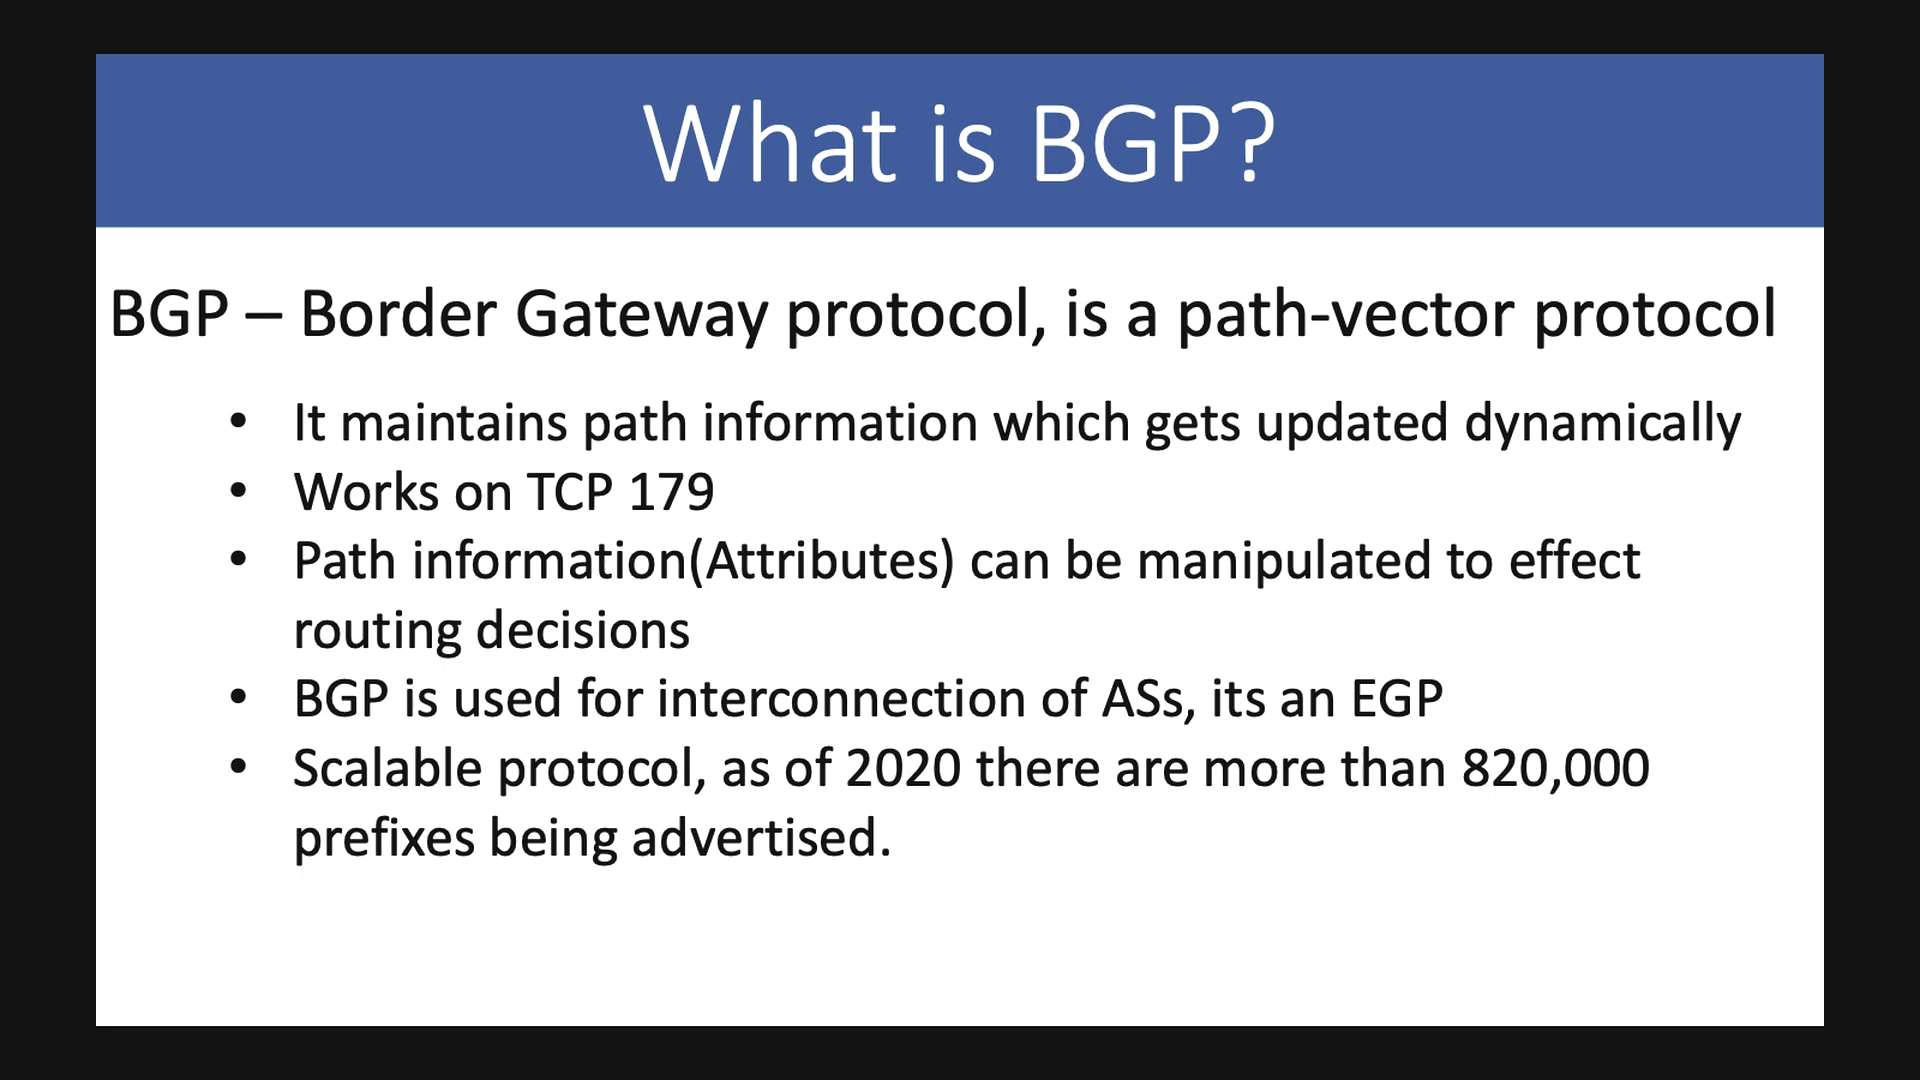 What is BGP?
BGP – Border Gateway protocol, is a path-vector protocol
• It maintains path information which gets updated dynamically
• Works on TCP 179
• Path information(Attributes) can be manipulated to effect
routing decisions
• BGP is used for interconnection of ASs, its an EGP
• Scalable protocol, as of 2020 there are more than 820,000
prefixes being advertised.